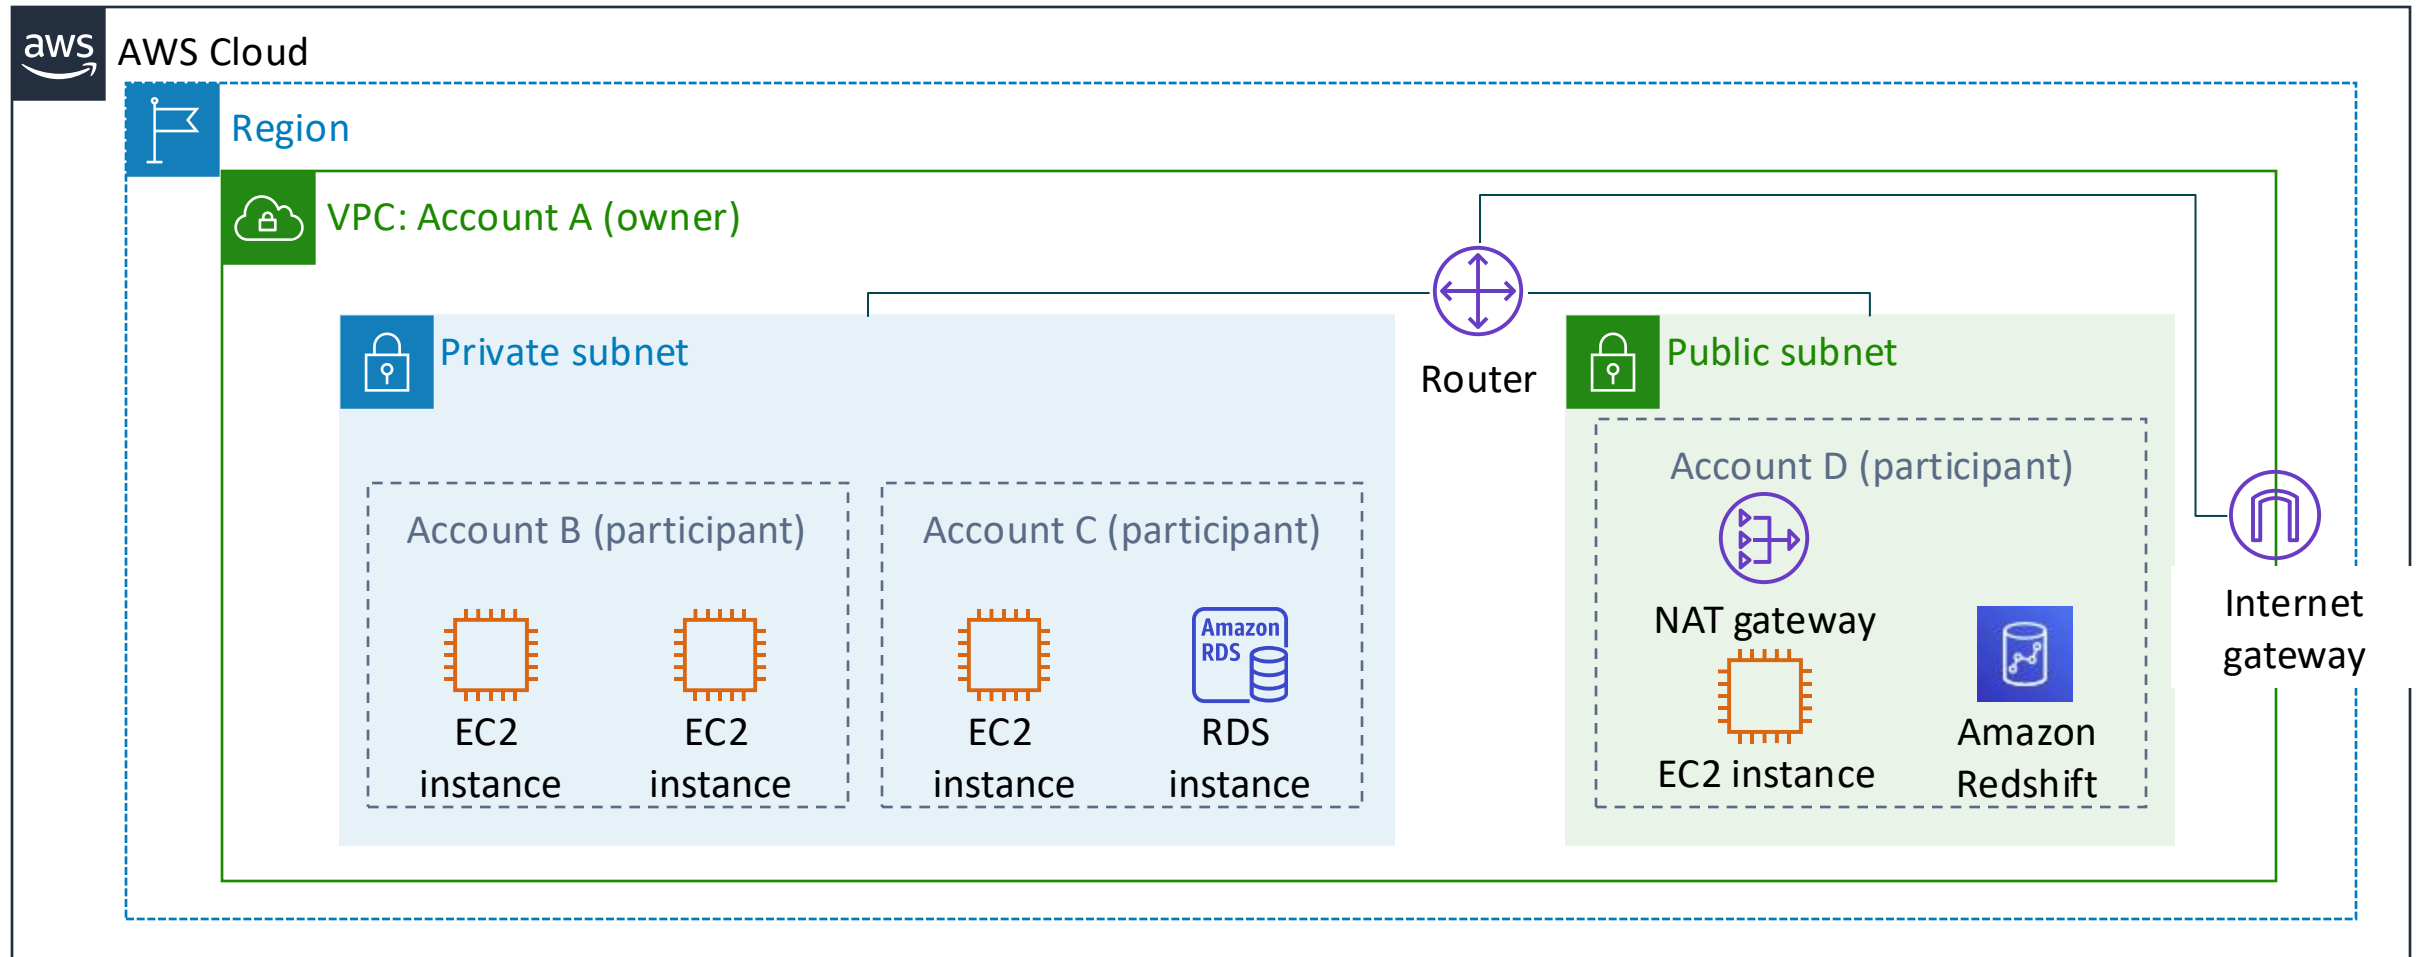 aws
AWS Cloud
Region
VPC: Account A (owner)
Private subnet
Router
Public subnet
Account B (participant)
EC2
instance
EC2
instance
Account C (participant)
EC2
instance
Amazon
RDS
RDS
instance
Account D (participant)
NAT gateway
EC2 instance
Amazon
Redshift
Internet
gateway